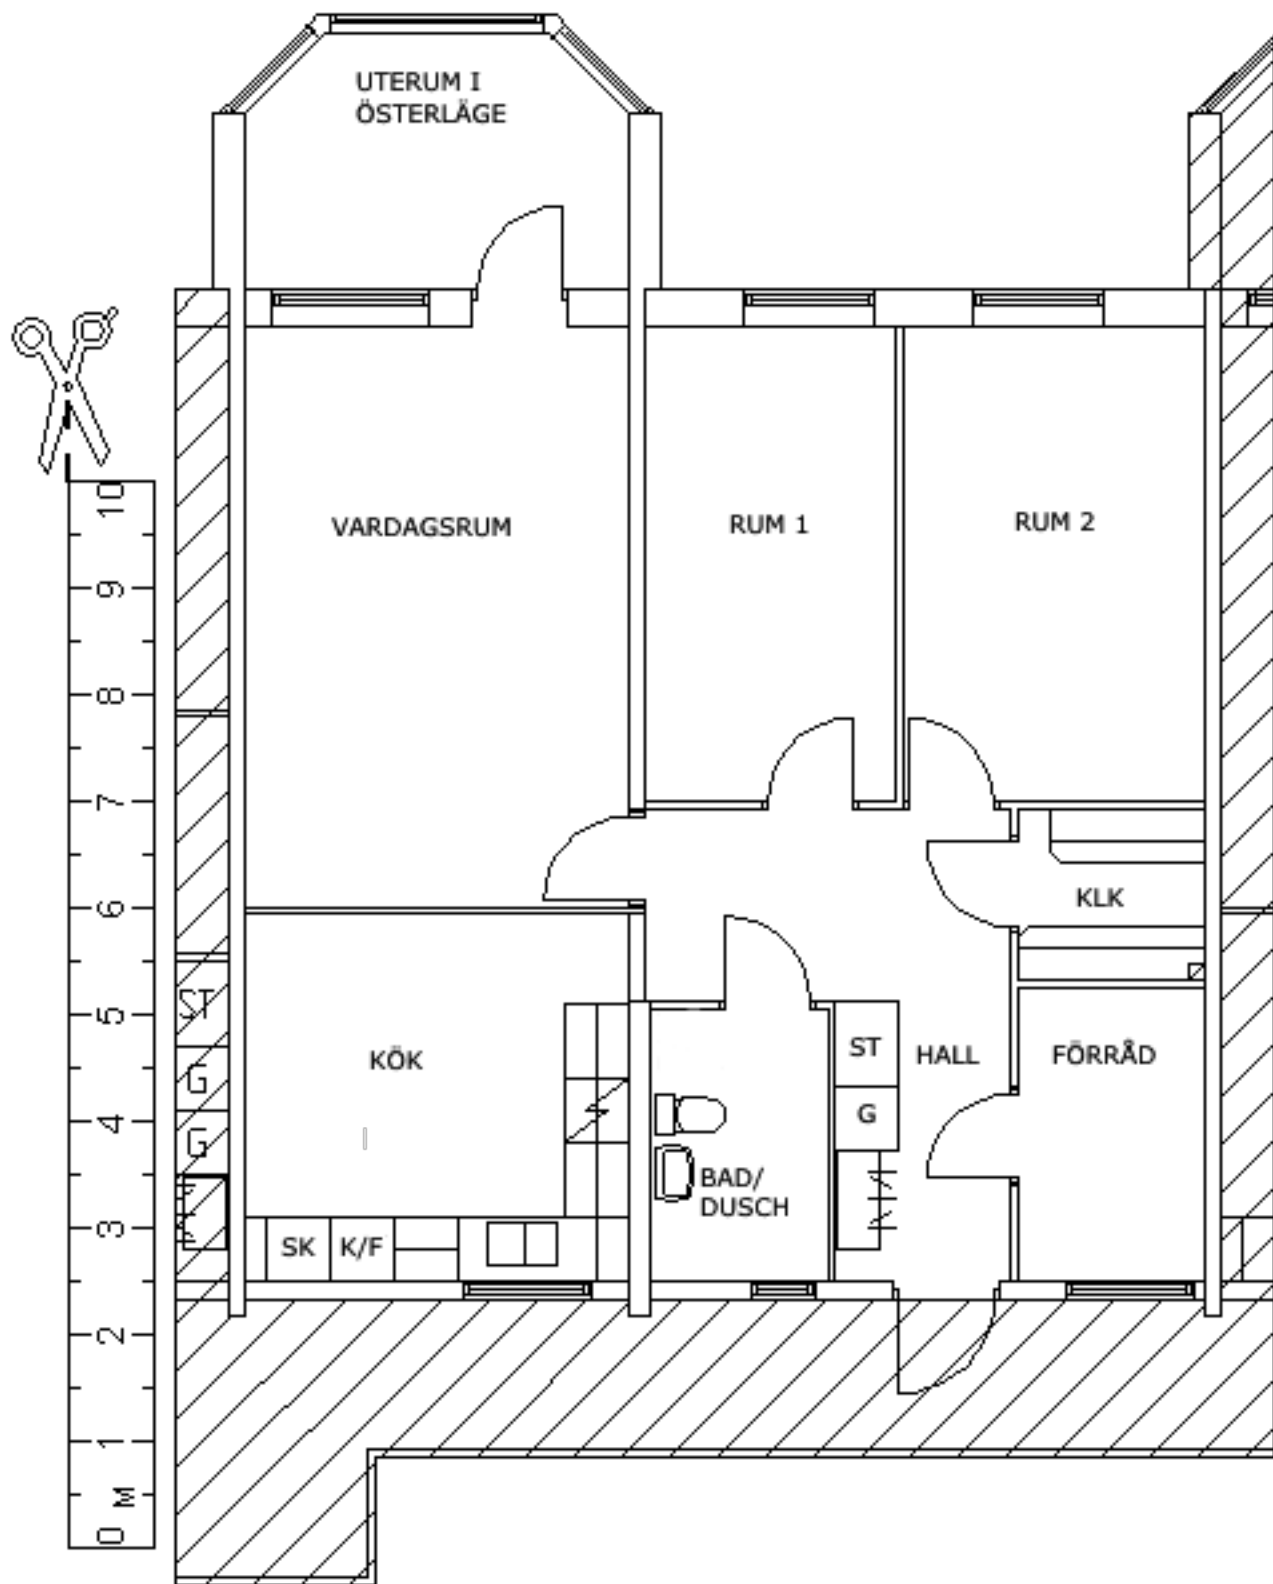 UTERUM I
ÖSTERLÄGE
VARDAGSRUM
RUM 1
RUM 2
KLK
KÖK
ST
HALL
FÖRRÅD
G
BAD/
DUSCH
SK
K/F
ST
G
G
10
9
8
7
6
5
4
3
2
1
M
0